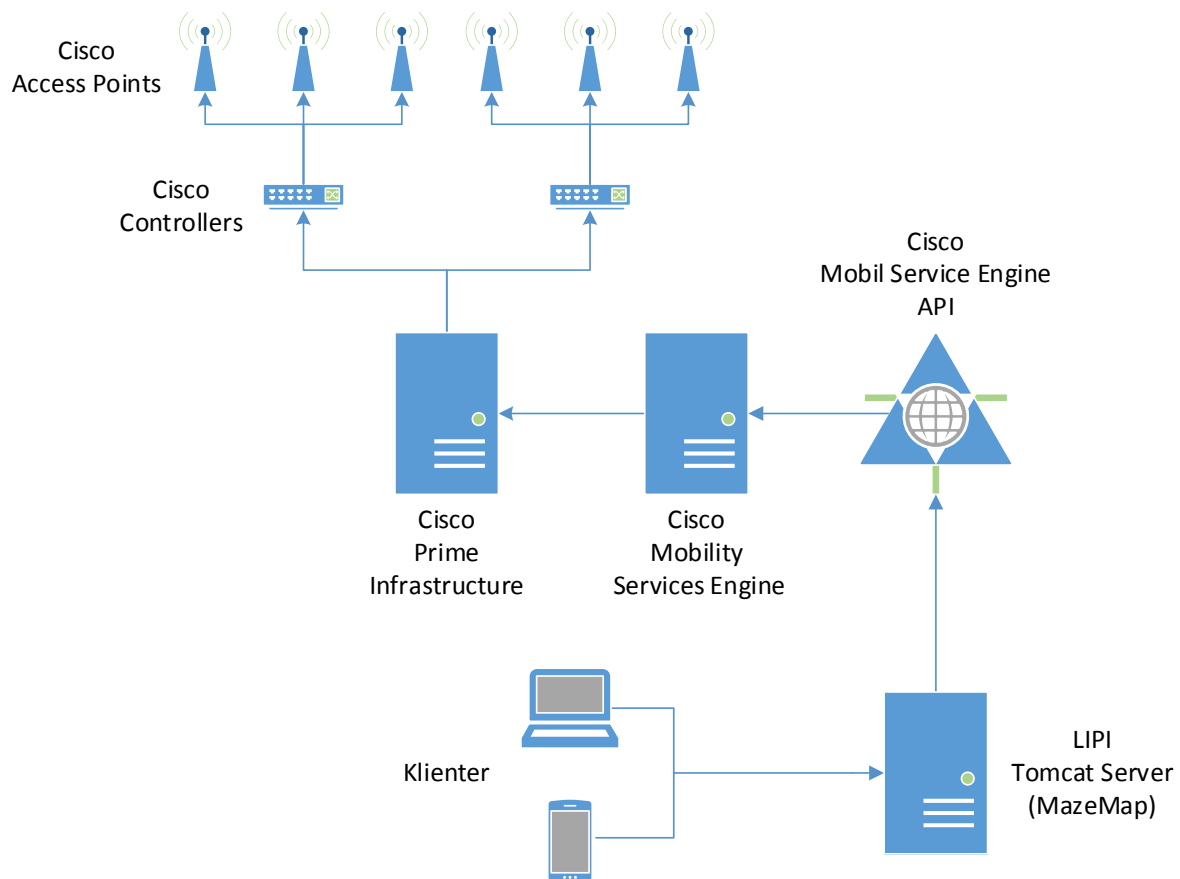 Cisco
Access Points
Cisco
Controllers
Cisco
Mobil Service Engine
API
Cisco
Prime
Infrastructure
Cisco
Mobility
Services Engine
Klienter
LIPI
Tomcat Server
(MazeMap)